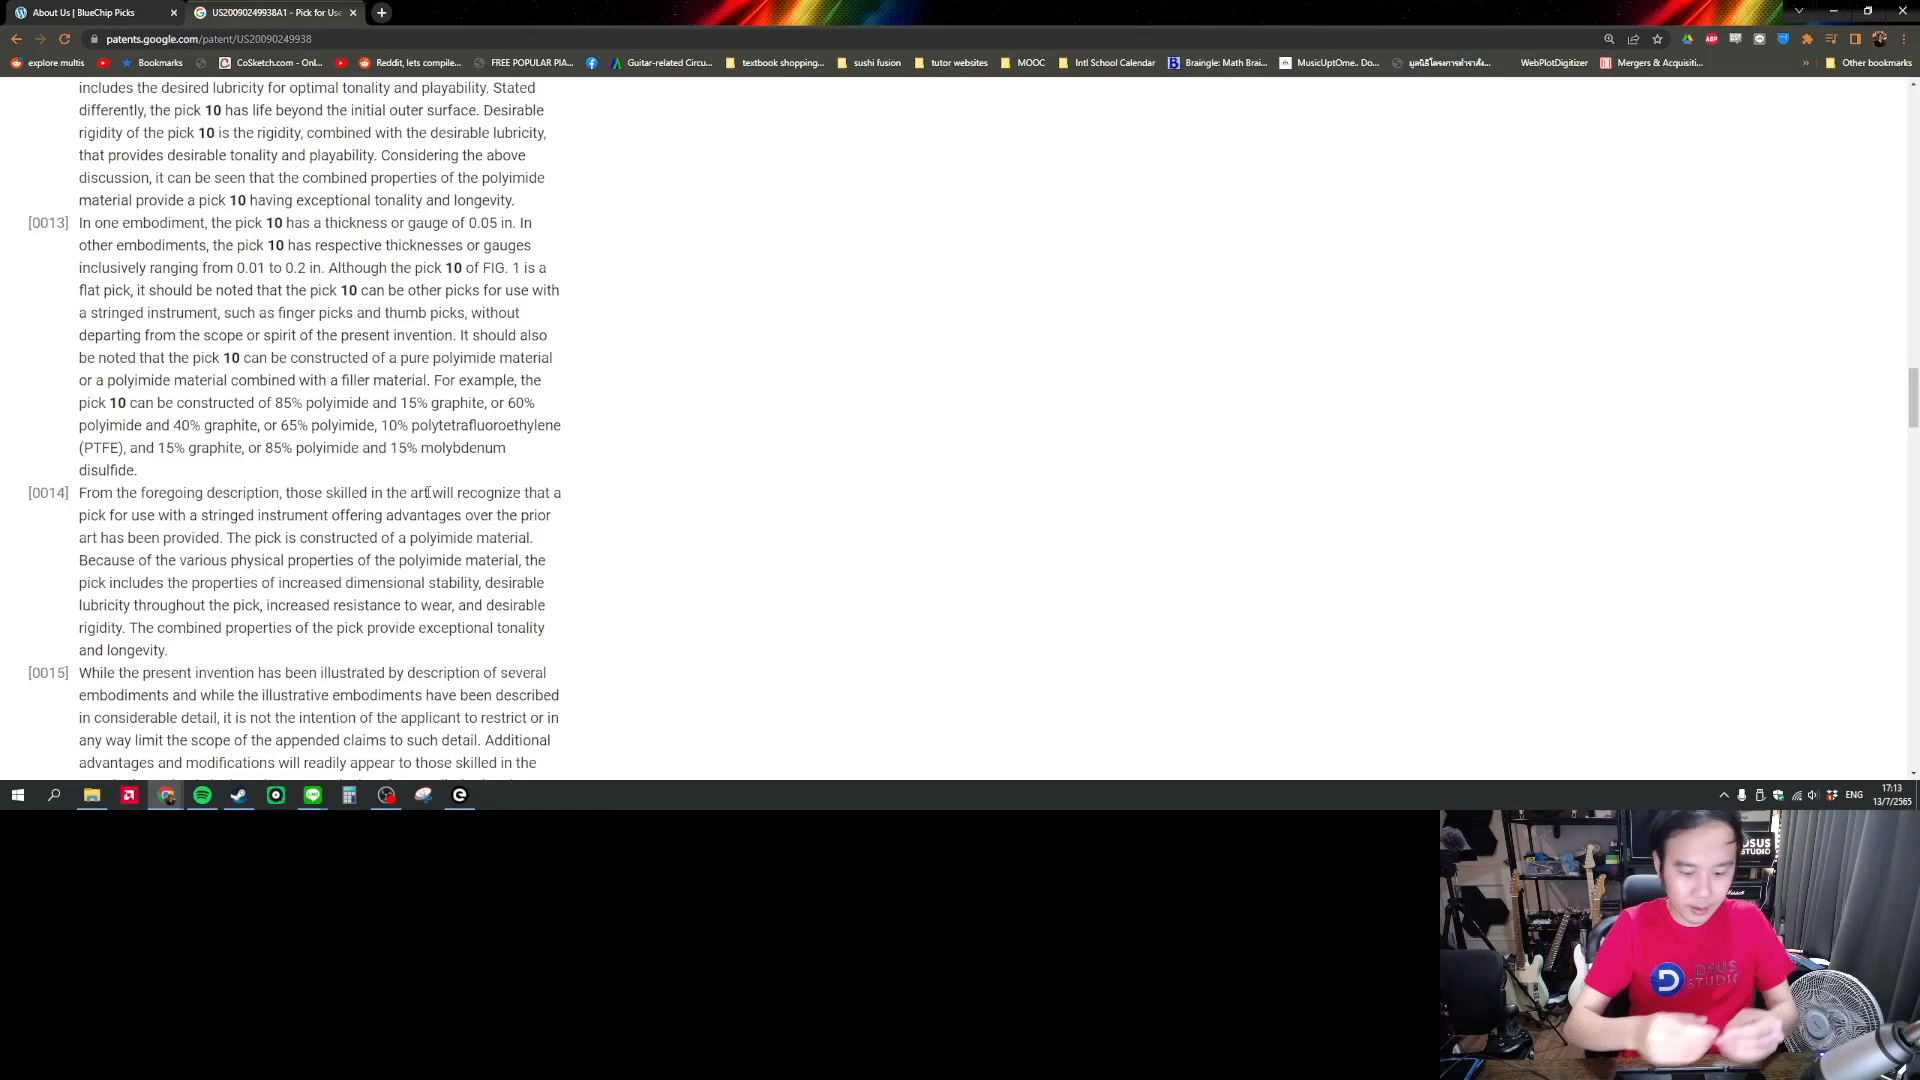 About Us | BlueChip Picks
US20090249938A1 - Pick for Use
patents.google.com/patent/US20090249938
explore multis
Bookmarks
CoSketch.com - Onl...
Reddit, lets compile...
FREE POPULAR PIA...
Guitar-related Circu...
textbook shopping...
sushi fusion
tutor websites
MOOC
Intl School Calendar
Braingle: Math Brai...
MusicUptOme.. Do...
WebPlotDigitizer
Mergers & Acquisiti...
»
Other bookmarks
includes the desired lubricity for optimal tonality and playability. Stated
differently, the pick 10 has life beyond the initial outer surface. Desirable
rigidity of the pick 10 is the rigidity, combined with the desirable lubricity,
that provides desirable tonality and playability. Considering the above
discussion, it can be seen that the combined properties of the polyimide
material provide a pick 10 having exceptional tonality and longevity.
[0013] In one embodiment, the pick 10 has a thickness or gauge of 0.05 in. In
other embodiments, the pick 10 has respective thicknesses or gauges
inclusively ranging from 0.01 to 0.2 in. Although the pick 10 of FIG. 1 is a
flat pick, it should be noted that the pick 10 can be other picks for use with
a stringed instrument, such as finger picks and thumb picks, without
departing from the scope or spirit of the present invention. It should also
be noted that the pick 10 can be constructed of a pure polyimide material
or a polyimide material combined with a filler material. For example, the
pick 10 can be constructed of 85% polyimide and 15% graphite, or 60%
polyimide and 40% graphite, or 65% polyimide, 10% polytetrafluoroethylene
(PTFE), and 15% graphite, or 85% polyimide and 15% molybdenum
disulfide.
[0014] From the foregoing description, those skilled in the art will recognize that a
pick for use with a stringed instrument offering advantages over the prior
art has been provided. The pick is constructed of a polyimide material.
Because of the various physical properties of the polyimide material, the
pick includes the properties of increased dimensional stability, desirable
lubricity throughout the pick, increased resistance to wear, and desirable
rigidity. The combined properties of the pick provide exceptional tonality
and longevity.
[0015] While the present invention has been illustrated by description of several
embodiments and while the illustrative embodiments have been described
in considerable detail, it is not the intention of the applicant to restrict or in
any way limit the scope of the appended claims to such detail. Additional
advantages and modifications will readily appear to those skilled in the
ENG
17:13
13/7/2565
DSUS
STUDIO
DSUS
STUDIO